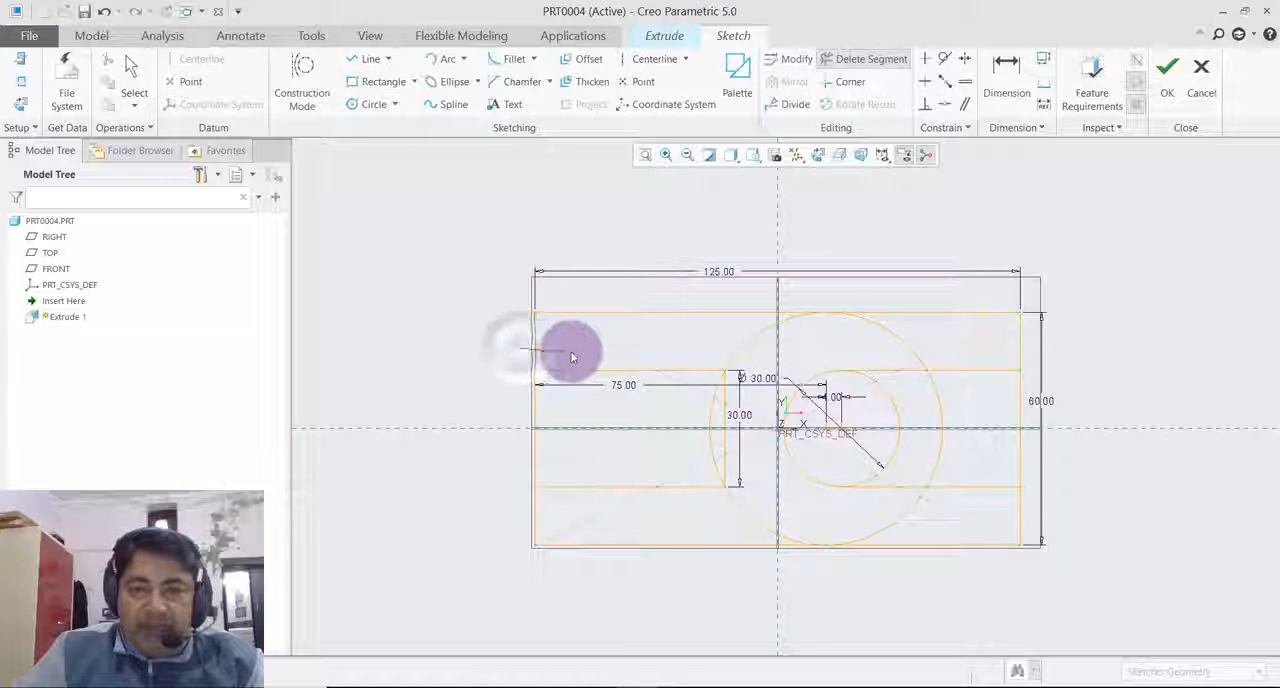 PRT0004 (Active) - Creo Parametric 5.0
File Model Analysis Annotate Tools View Flexible Modeling Applications Extrude Sketch
Centerline Line Arc Fillet Offset Centerline Modify Delete Segment
Point Rectangle Ellipse Chamfer Thicken Point Mirror Corner
Coordinate System Circle Spline Text Project Coordinate System Divide Rotate Resize
File System Select Construction Mode Palette Dimension Feature Requirements OK Cancel
Setup Get Data Operations Datum Sketching Editing Constrain Dimension Inspect Close
Model Tree Folder Browser Favorites
Model Tree
PRT0004.PRT
RIGHT
TOP
FRONT
PRT_CSYS_DEF
Insert Here
Extrude 1
125.00
75.00
30.00
30.00
60.00
Y
X
Z
PRT_CSYS_DEF
Sketcher Geometry